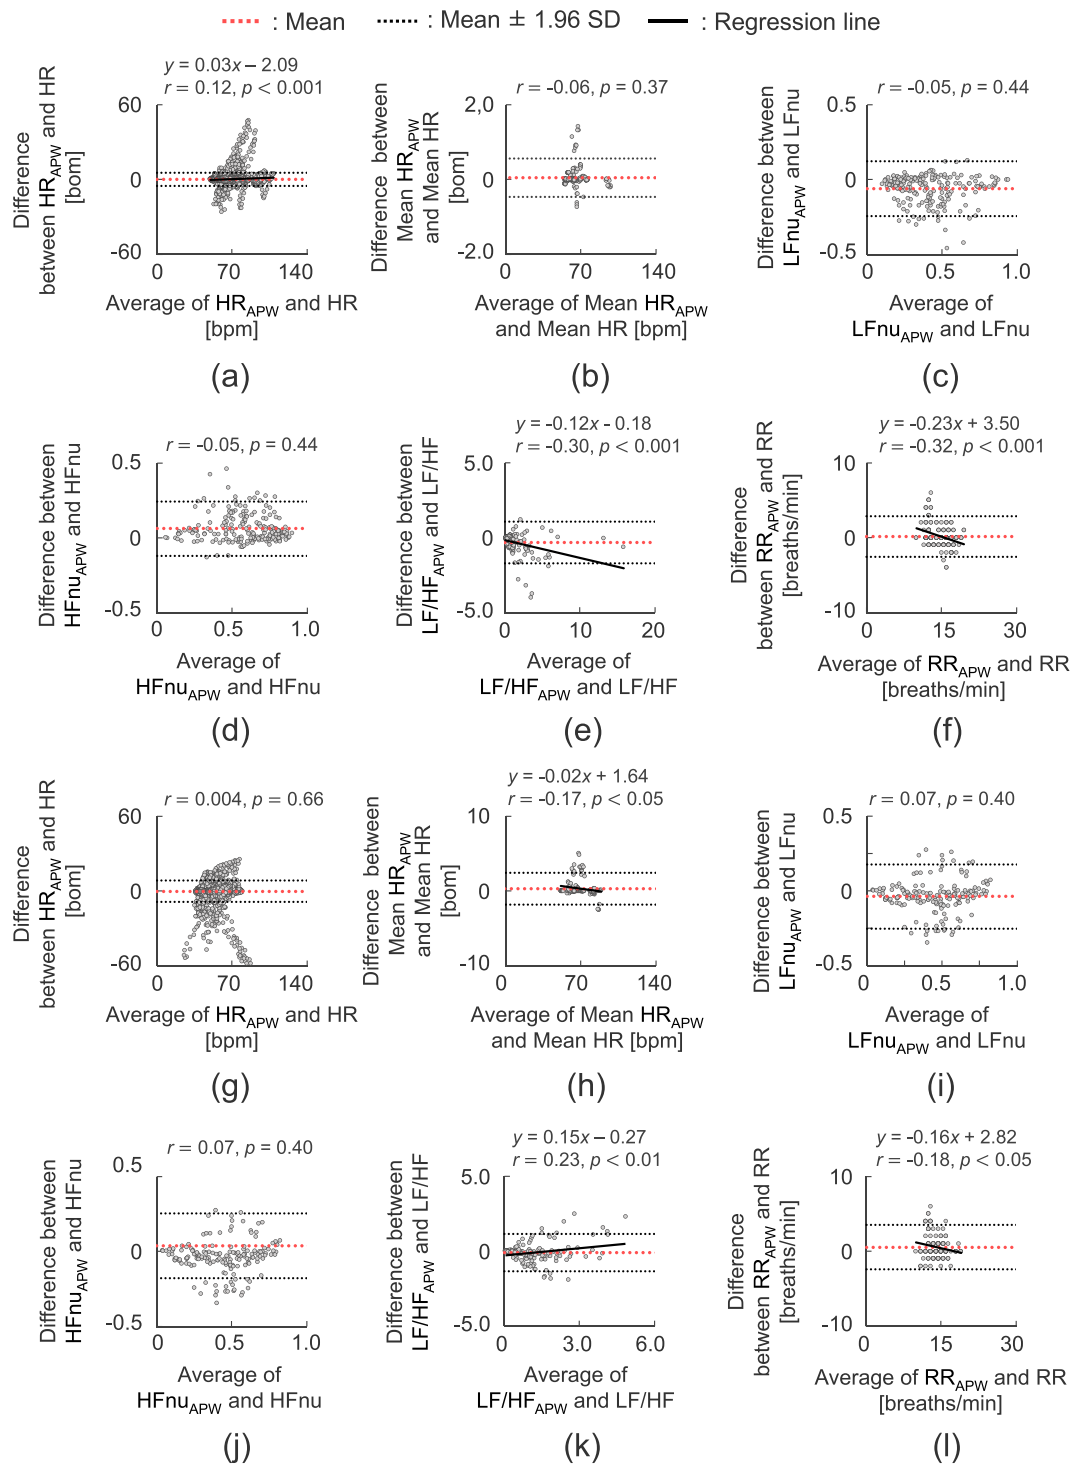 : Mean : Mean ± 1.96 SD : Regression line
y = 0.03x – 2.09
r = 0.12, p < 0.001
Difference
between HRAPW and HR
[bom]
60
0
-60
0 70 140
Average of HRAPW and HR
[bpm]
(a)
r = -0.06, p = 0.37
Difference between
Mean HRAPW
and Mean HR
[bom]
2,0
0
-2.0
0 70 140
Average of Mean HRAPW
and Mean HR [bpm]
(b)
r = -0.05, p = 0.44
Difference between
LFnuAPW and LFnu
0.5
0
-0.5
0 0.5 1.0
Average of
LFnuAPW and LFnu
(c)
r = -0.05, p = 0.44
Difference between
HFnuAPW and HFnu
0.5
0
-0.5
0 0.5 1.0
Average of
HFnuAPW and HFnu
(d)
y = -0.12x - 0.18
r = -0.30, p < 0.001
Difference between
LF/HFAPW and LF/HF
5.0
0
-5.0
0 10 20
Average of
LF/HFAPW and LF/HF
(e)
y = -0.23x + 3.50
r = -0.32, p < 0.001
Difference
between RRAPW and RR
[breaths/min]
10
0
-10
0 15 30
Average of RRAPW and RR
[breaths/min]
(f)
r = 0.004, p = 0.66
Difference
between HRAPW and HR
[bom]
60
0
-60
0 70 140
Average of HRAPW and HR
[bpm]
(g)
y = -0.02x + 1.64
r = -0.17, p < 0.05
Difference between
Mean HRAPW
and Mean HR
[bom]
10
0
-10
0 70 140
Average of Mean HRAPW
and Mean HR [bpm]
(h)
r = 0.07, p = 0.40
Difference between
LFnuAPW and LFnu
0.5
0
-0.5
0 0.5 1.0
Average of
LFnuAPW and LFnu
(i)
r = 0.07, p = 0.40
Difference between
HFnuAPW and HFnu
0.5
0
-0.5
0 0.5 1.0
Average of
HFnuAPW and HFnu
(j)
y = 0.15x – 0.27
r = 0.23, p < 0.01
Difference between
LF/HFAPW and LF/HF
5.0
0
-5.0
0 3.0 6.0
Average of
LF/HFAPW and LF/HF
(k)
y = -0.16x + 2.82
r = -0.18, p < 0.05
Difference
between RRAPW and RR
[breaths/min]
10
0
-10
0 15 30
Average of RRAPW and RR
[breaths/min]
(l)